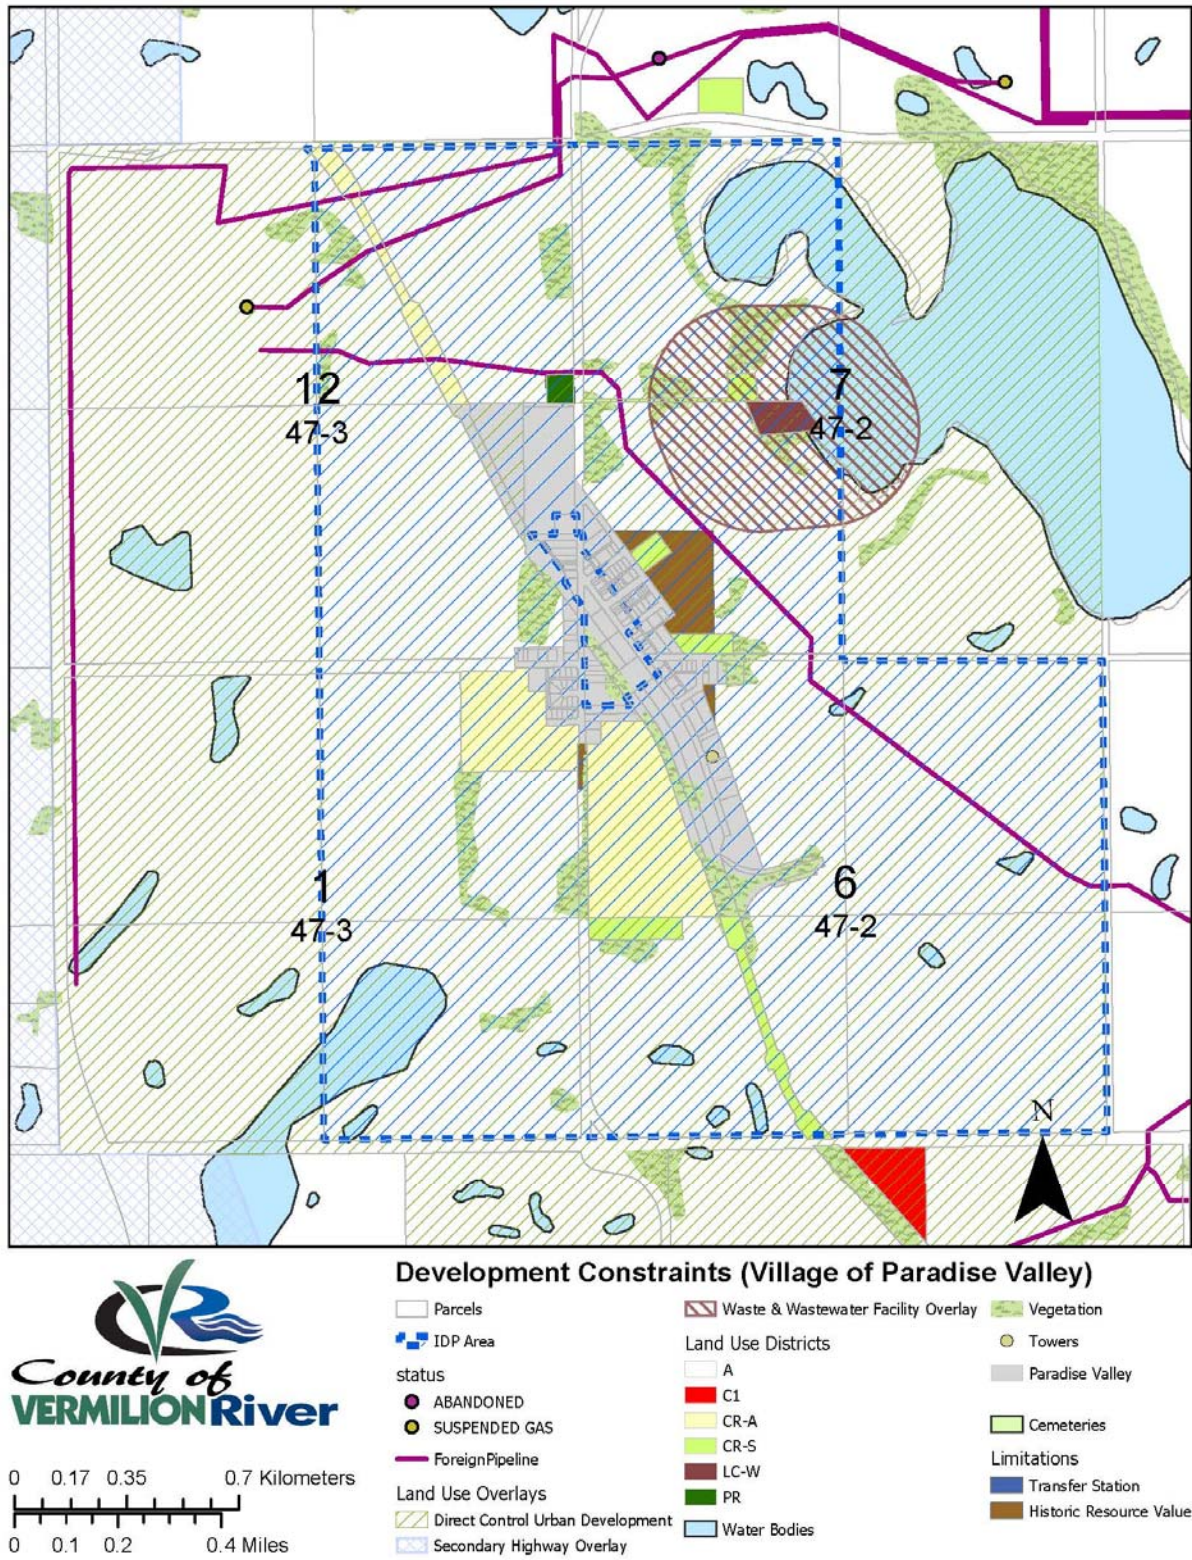 12
47-3
7
47-2
1
47-3
6
47-2
N
Development Constraints (Village of Paradise Valley)
County of
VERMILION River
0 0.17 0.35 0.7 Kilometers
0 0.1 0.2 0.4 Miles
Parcels
IDP Area
status
ABANDONED
SUSPENDED GAS
ForeignPipeline
Land Use Overlays
Direct Control Urban Development
Secondary Highway Overlay
Waste & Wastewater Facility Overlay
Land Use Districts
A
C1
CR-A
CR-S
LC-W
PR
Water Bodies
Vegetation
Towers
Paradise Valley
Cemeteries
Limitations
Transfer Station
Historic Resource Value